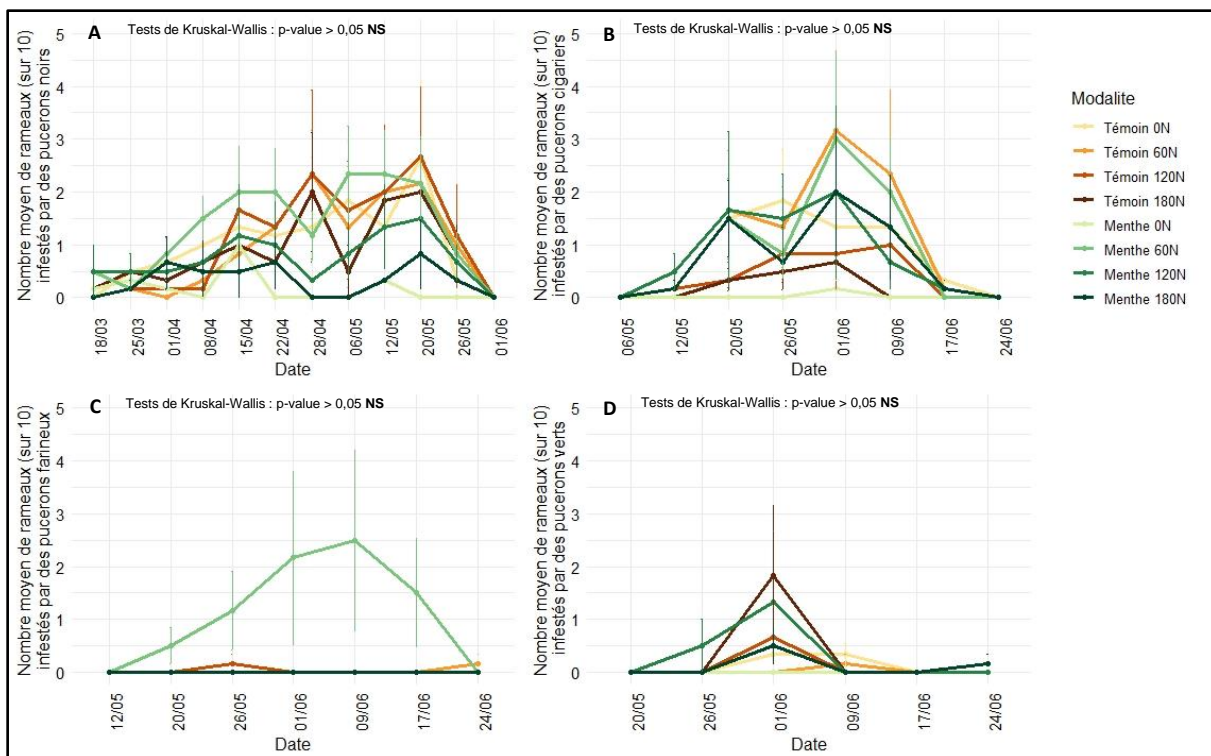 A
Tests de Kruskal-Wallis : p-value > 0,05 NS
Nombre moyen de rameaux (sur 10)
infestés par des pucerons noirs
5
4
3
2
1
0
18/03
25/03
01/04
08/04
15/04
22/04
28/04
06/05
12/05
20/05
26/05
01/06
Date
B
Tests de Kruskal-Wallis : p-value > 0,05 NS
Nombre moyen de rameaux (sur 10)
infestés par des pucerons cigariers
5
4
3
2
1
0
06/05
12/05
20/05
26/05
01/06
09/06
17/06
24/06
Date
Modalite
Témoin 0N
Témoin 60N
Témoin 120N
Témoin 180N
Menthe 0N
Menthe 60N
Menthe 120N
Menthe 180N
C
Tests de Kruskal-Wallis : p-value > 0,05 NS
Nombre moyen de rameaux (sur 10)
infestés par des pucerons farineux
5
4
3
2
1
0
12/05
20/05
26/05
01/06
09/06
17/06
24/06
Date
D
Tests de Kruskal-Wallis : p-value > 0,05 NS
Nombre moyen de rameaux (sur 10)
infestés par des pucerons verts
5
4
3
2
1
0
20/05
26/05
01/06
09/06
17/06
24/06
Date